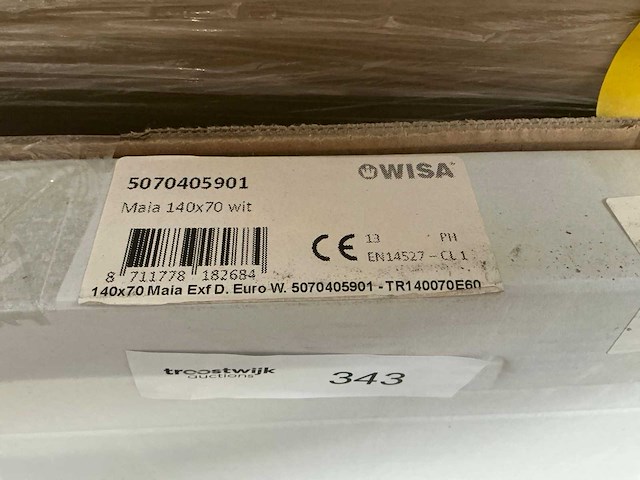 WISA
5070405901
Maia 140x70 wit
CE 13 PH
EN14527 - CL1
8 711778 182684
140x70 Maia Exf D. Euro W. 5070405901 - TR140070E60
troostwijk
auctions
343